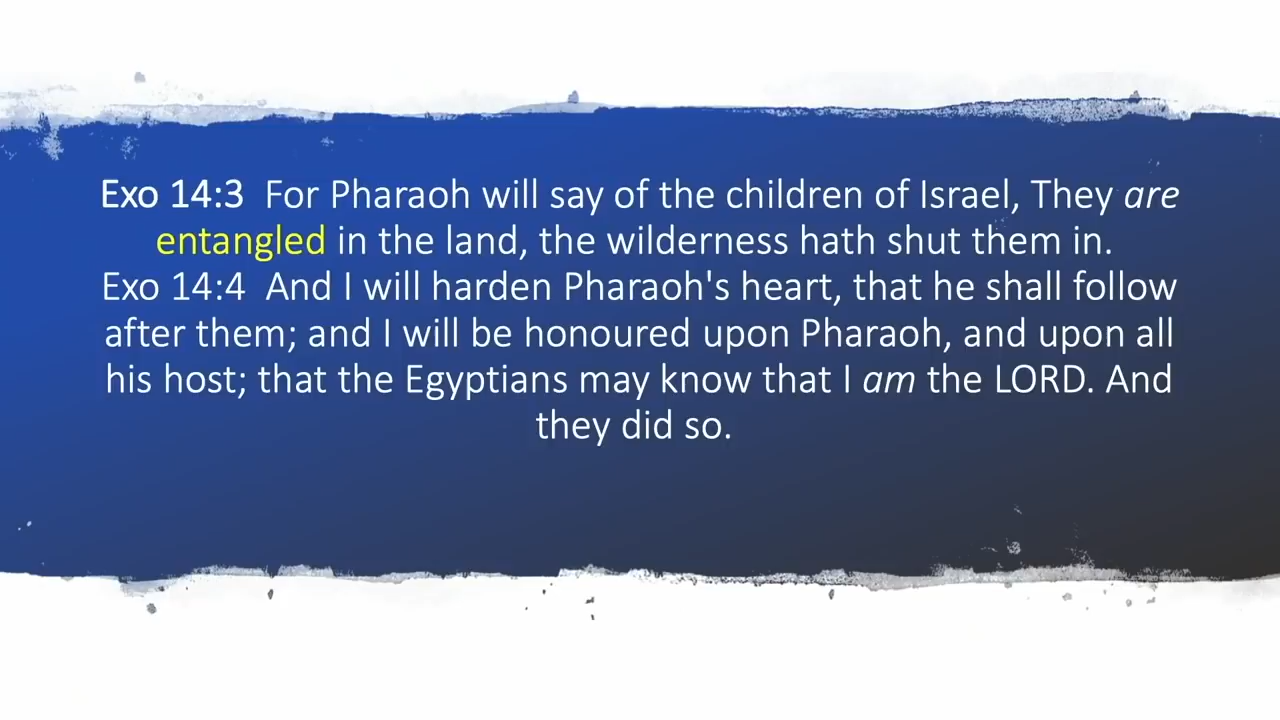 Exo 14:3  For Pharaoh will say of the children of Israel, They are
entangled in the land, the wilderness hath shut them in.
Exo 14:4  And I will harden Pharaoh's heart, that he shall follow
after them; and I will be honoured upon Pharaoh, and upon all
his host; that the Egyptians may know that I am the LORD. And
they did so.